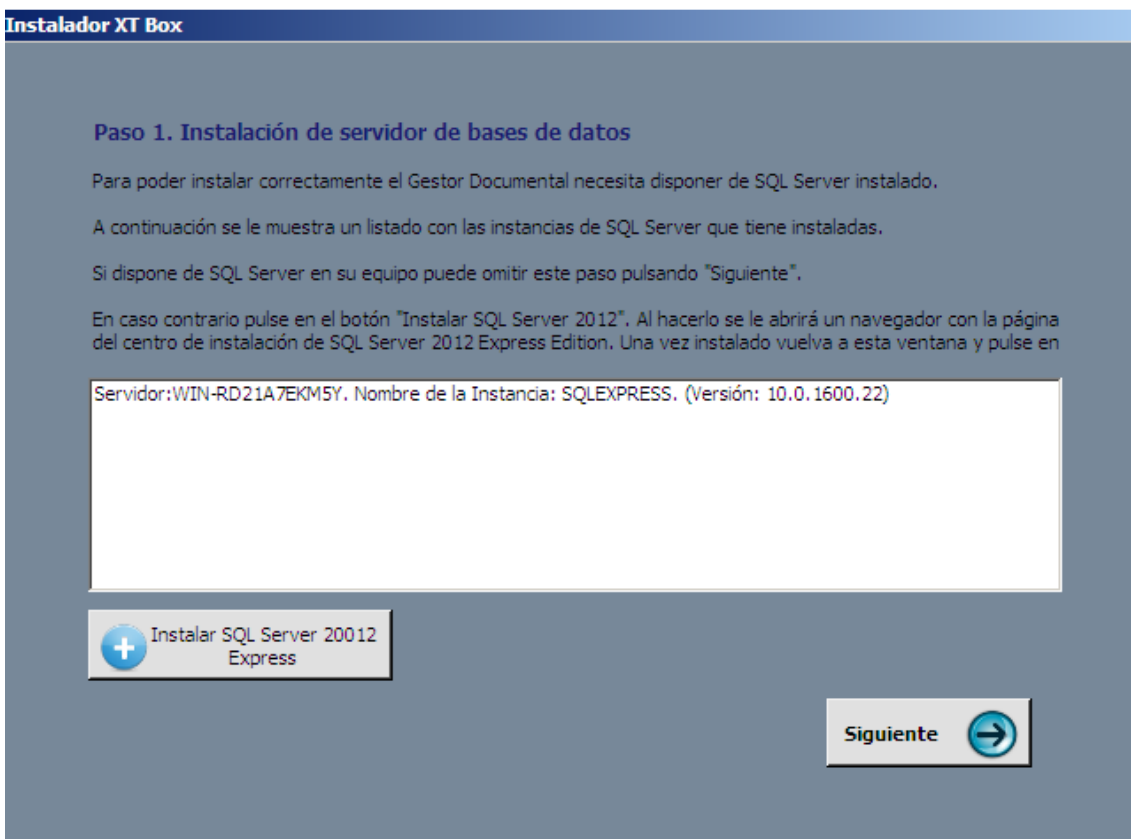 Instalador XT Box
Paso 1. Instalación de servidor de bases de datos
Para poder instalar correctamente el Gestor Documental necesita disponer de SQL Server instalado.
A continuación se le muestra un listado con las instancias de SQL Server que tiene instaladas.
Si dispone de SQL Server en su equipo puede omitir este paso pulsando "Siguiente".
En caso contrario pulse en el botón "Instalar SQL Server 2012". Al hacerlo se le abrirá un navegador con la página
del centro de instalación de SQL Server 2012 Express Edition. Una vez instalado vuelva a esta ventana y pulse en
Servidor:WIN-RD21A7EKM5Y. Nombre de la Instancia: SQLEXPRESS. (Versión: 10.0.1600.22)
Instalar SQL Server 20012
Express
Siguiente